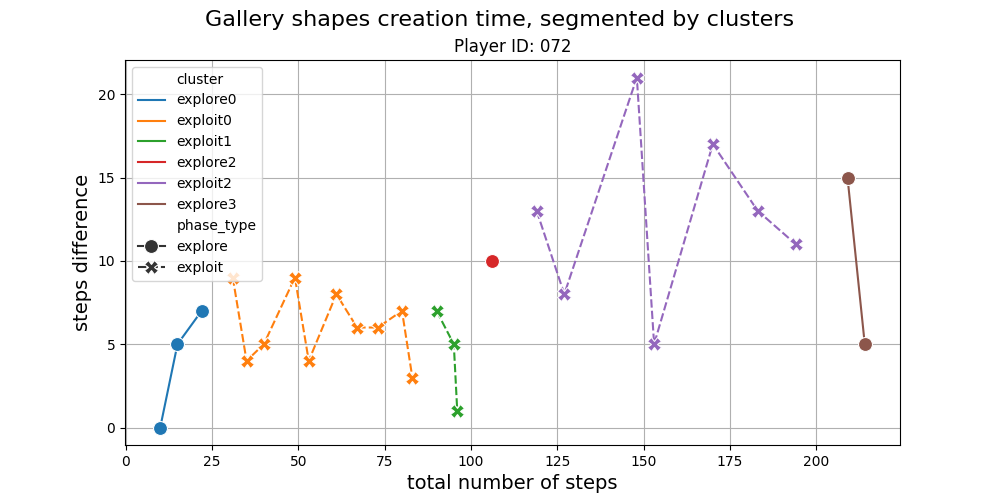 Gallery shapes creation time, segmented by clusters
Player ID: 072
steps difference
20
15
10
5
0
cluster
explore0
exploit0
exploit1
explore2
exploit2
explore3
phase_type
explore
exploit
0 25 50 75 100 125 150 175 200
total number of steps